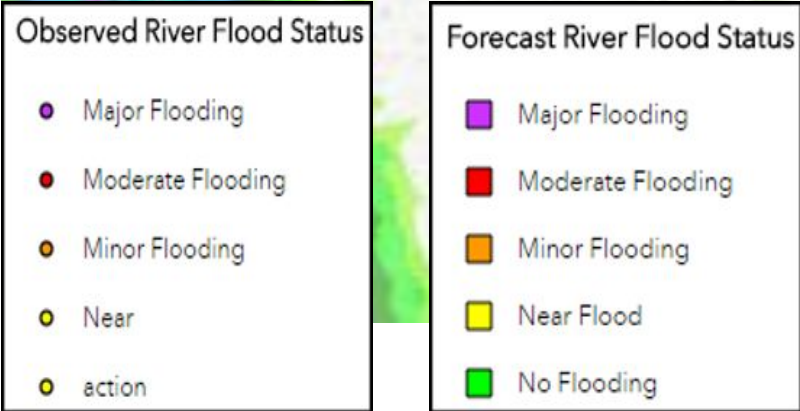 Observed River Flood Status
Major Flooding
Moderate Flooding
Minor Flooding
Near
action
Forecast River Flood Status
Major Flooding
Moderate Flooding
Minor Flooding
Near Flood
No Flooding